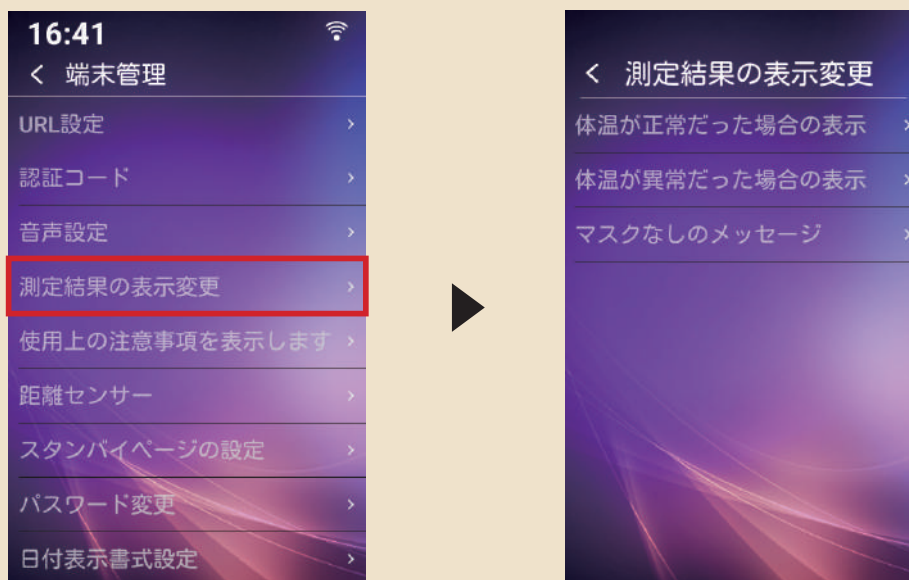 16:41
< 端末管理
URL設定 >
認証コード >
音声設定 >
測定結果の表示変更 >
使用上の注意事項を表示します >
距離センサー >
スタンバイページの設定 >
パスワード変更 >
日付表示書式設定 >
< 測定結果の表示変更
体温が正常だった場合の表示 >
体温が異常だった場合の表示 >
マスクなしのメッセージ >